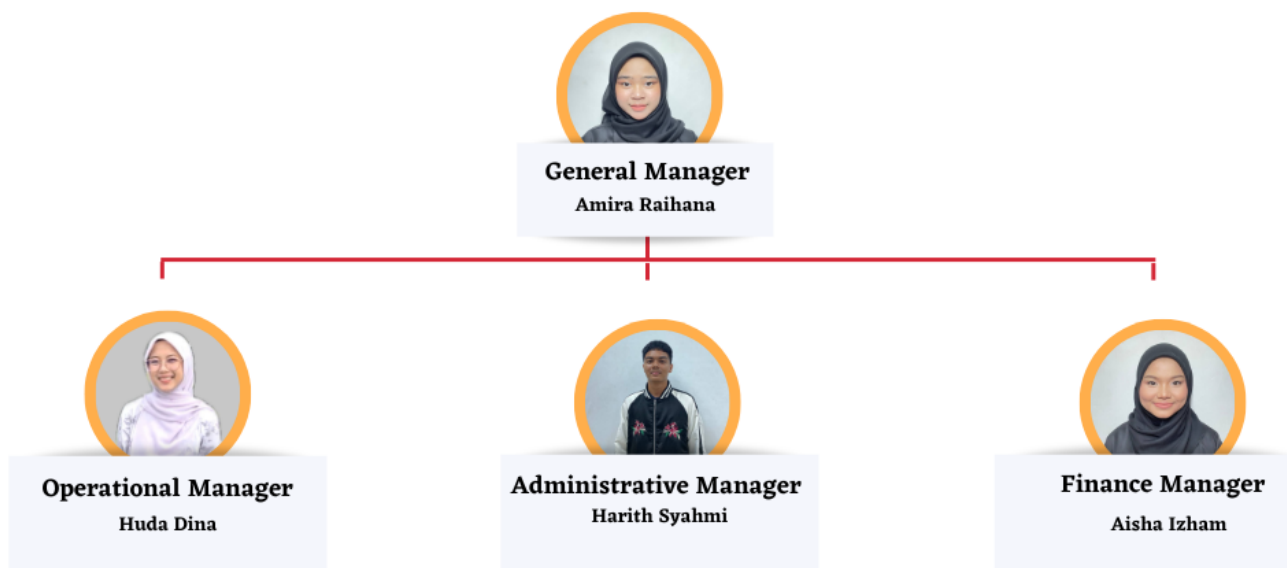 General Manager
Amira Raihana
Operational Manager
Huda Dina
Administrative Manager
Harith Syahmi
Finance Manager
Aisha Izham